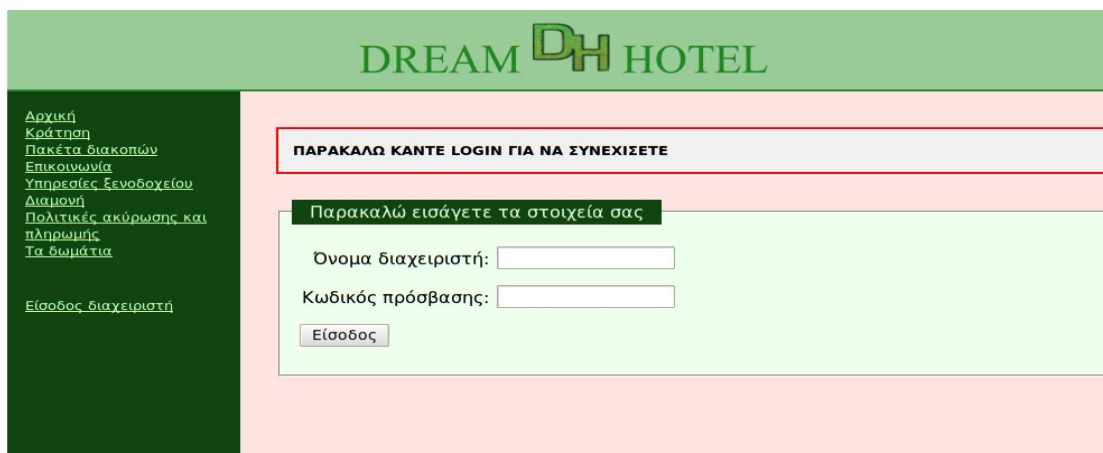 DREAM DH HOTEL
Αρχική
Κράτηση
Πακέτα διακοπών
Επικοινωνία
Υπηρεσίες ξενοδοχείου
Διαμονή
Πολιτικές ακύρωσης και
πληρωμής
Τα δωμάτια
Είσοδος διαχειριστή
ΠΑΡΑΚΑΛΩ ΚΑΝΤΕ LOGIN ΓΙΑ ΝΑ ΣΥΝΕΧΙΣΕΤΕ
Παρακαλώ εισάγετε τα στοιχεία σας
Όνομα διαχειριστή:
Κωδικός πρόσβασης:
Είσοδος